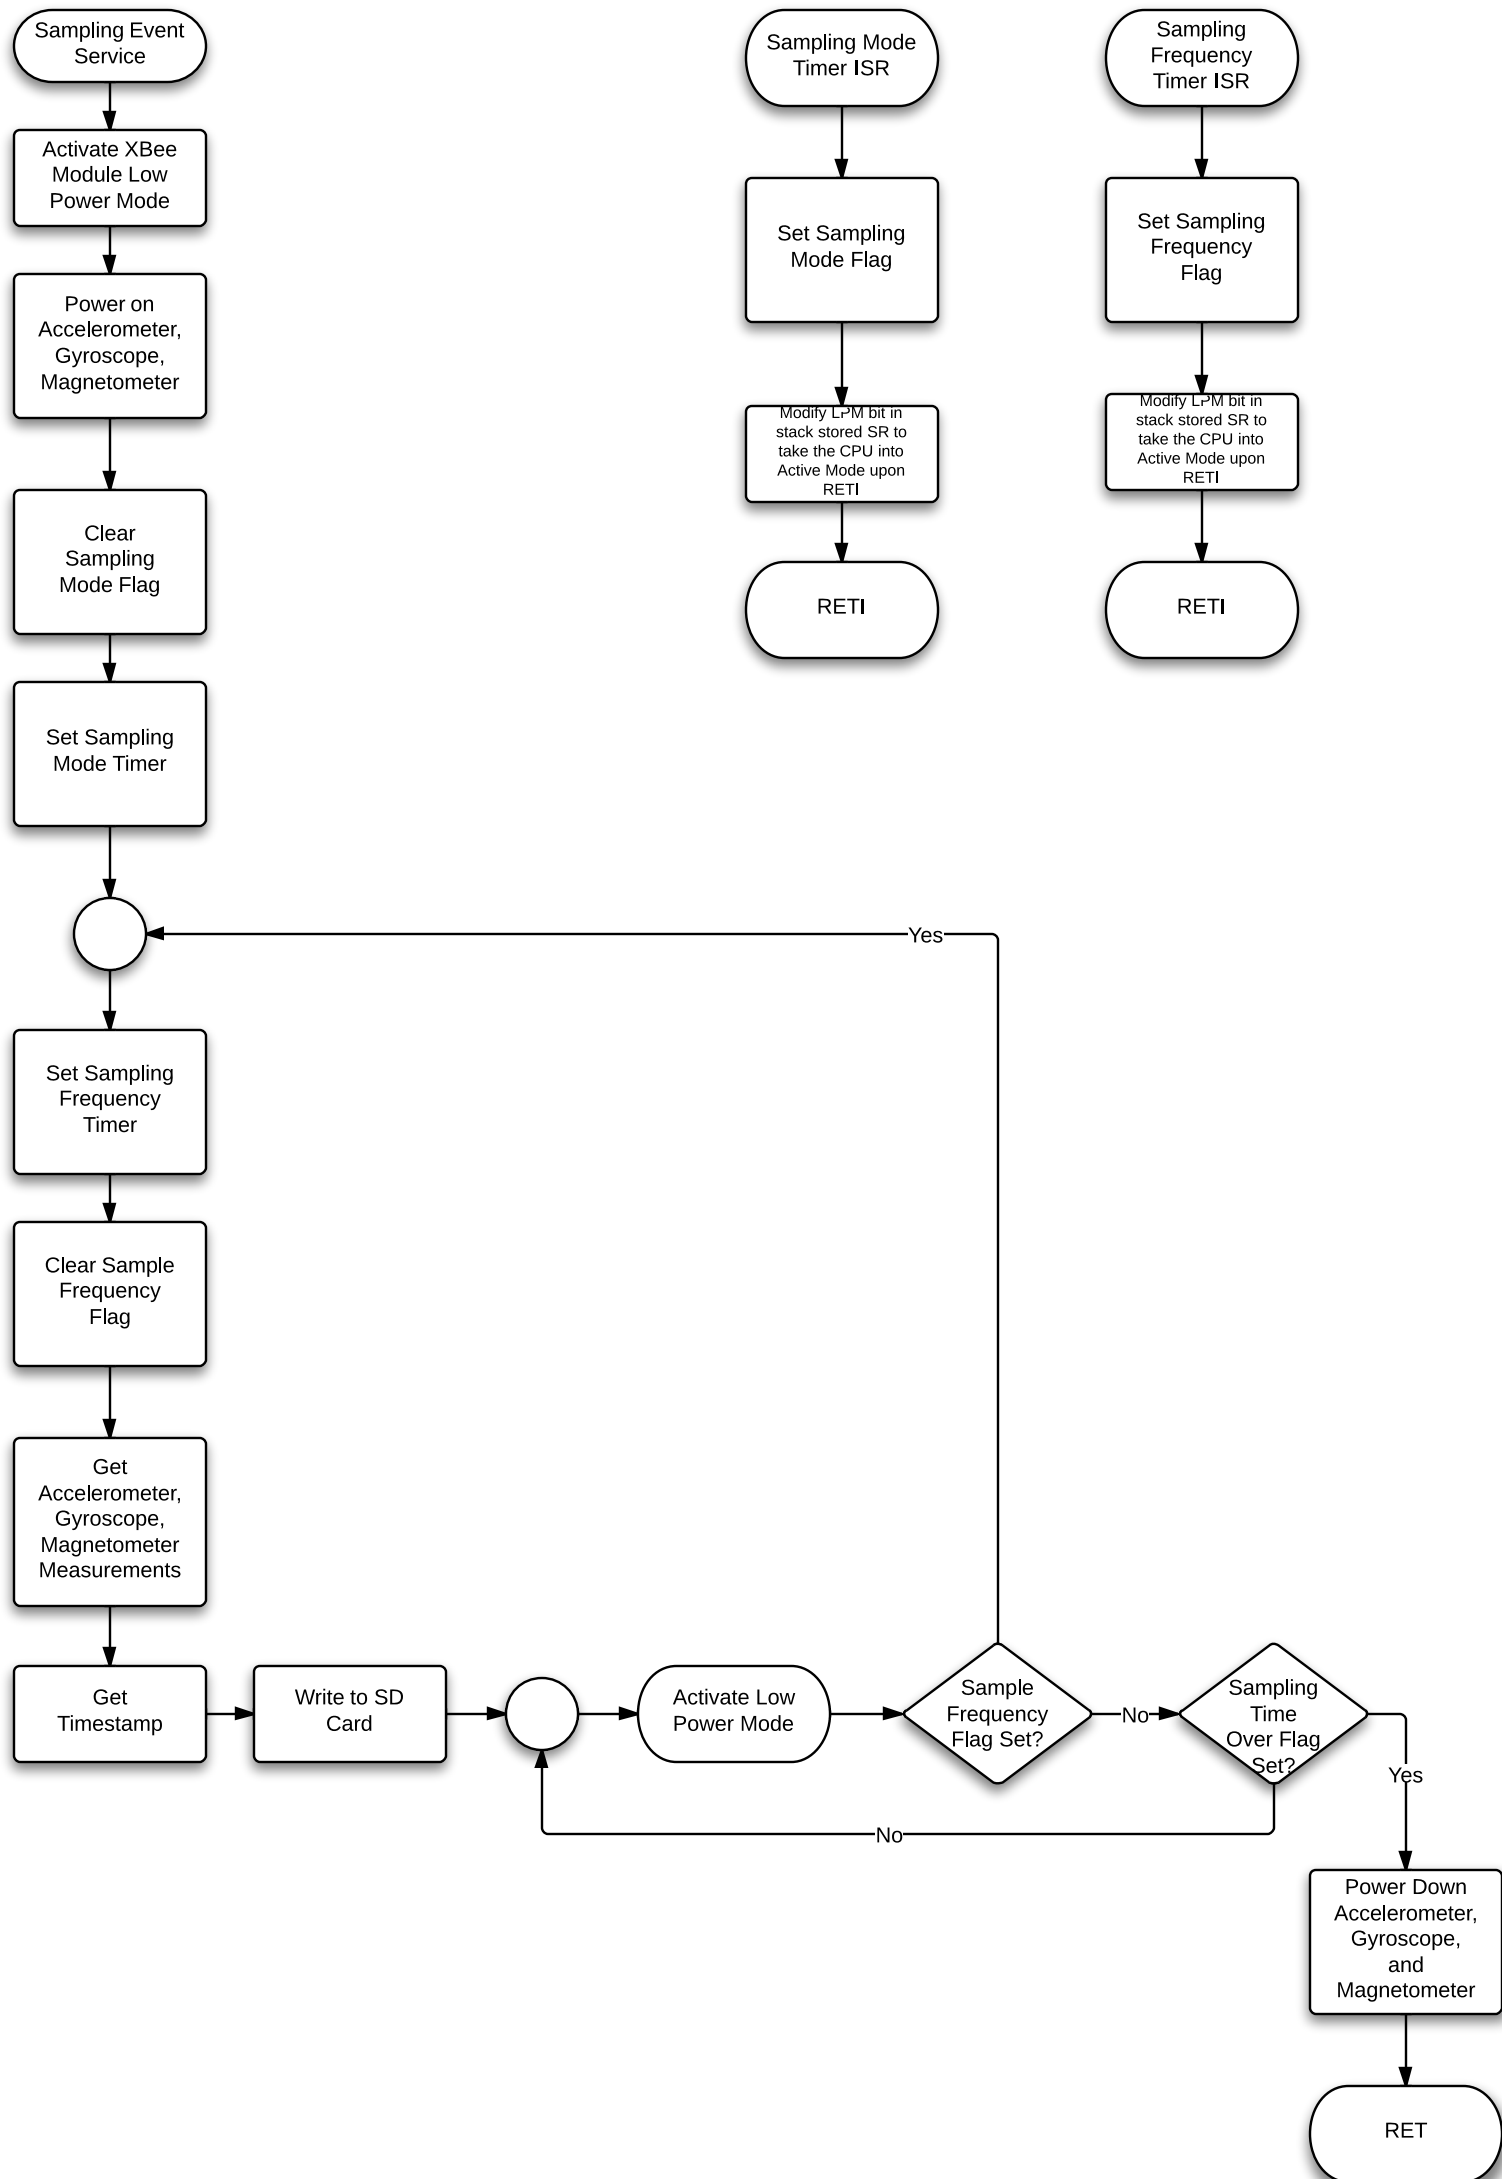 Sampling Event
Service
Activate XBee
Module Low
Power Mode
Power on
Accelerometer,
Gyroscope,
Magnetometer
Clear
Sampling
Mode Flag
Set Sampling
Mode Timer
Set Sampling
Frequency
Timer
Clear Sample
Frequency
Flag
Get
Accelerometer,
Gyroscope,
Magnetometer
Measurements
Get
Timestamp
Write to SD
Card
Activate Low
Power Mode
Sample
Frequency
Flag Set?
Yes
No
Sampling
Time
Over Flag
Set?
No
Yes
Power Down
Accelerometer,
Gyroscope,
and
Magnetometer
RET
Sampling Mode
Timer ISR
Set Sampling
Mode Flag
Modify LPM bit in
stack stored SR to
take the CPU into
Active Mode upon
RETI
RETI
Sampling
Frequency
Timer ISR
Set Sampling
Frequency
Flag
Modify LPM bit in
stack stored SR to
take the CPU into
Active Mode upon
RETI
RETI